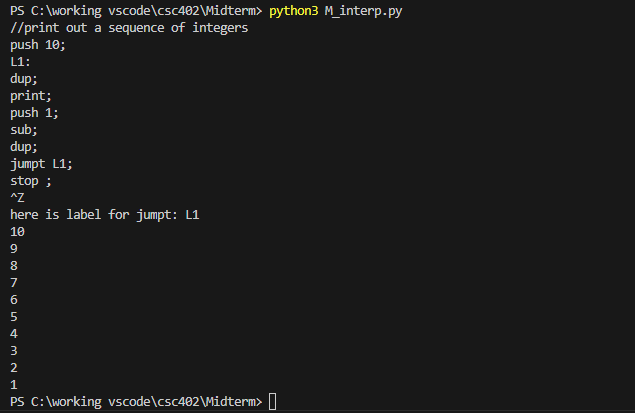 PS C:\working vscode\csc402\Midterm> python3 M_interp.py
//print out a sequence of integers
push 10;
L1:
dup;
print;
push 1;
sub;
dup;
jumpt L1;
stop ;
^Z
here is label for jumpt: L1
10
9
8
7
6
5
4
3
2
1
PS C:\working vscode\csc402\Midterm>